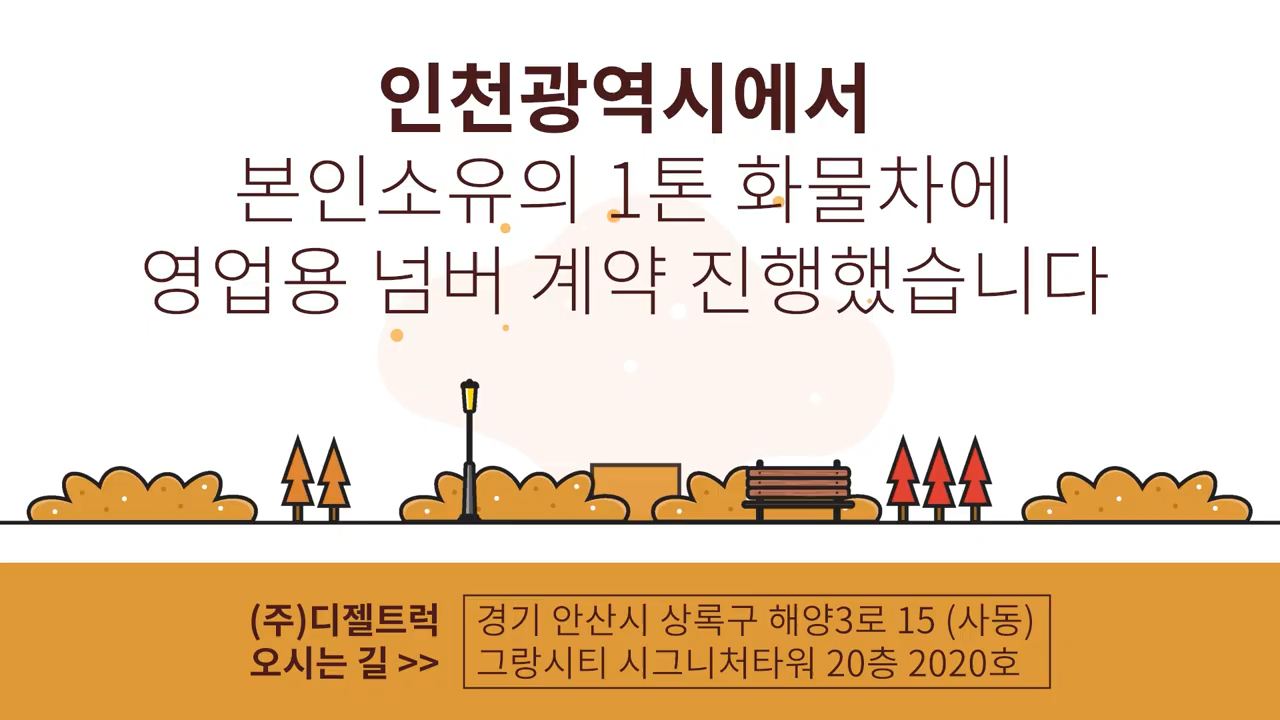 인천광역시에서
본인소유의 1톤 화물차에
영업용 넘버 계약 진행했습니다
(주)디젤트럭
오시는 길 >>
경기 안산시 상록구 해양3로 15 (사동)
그랑시티 시그니처타워 20층 2020호